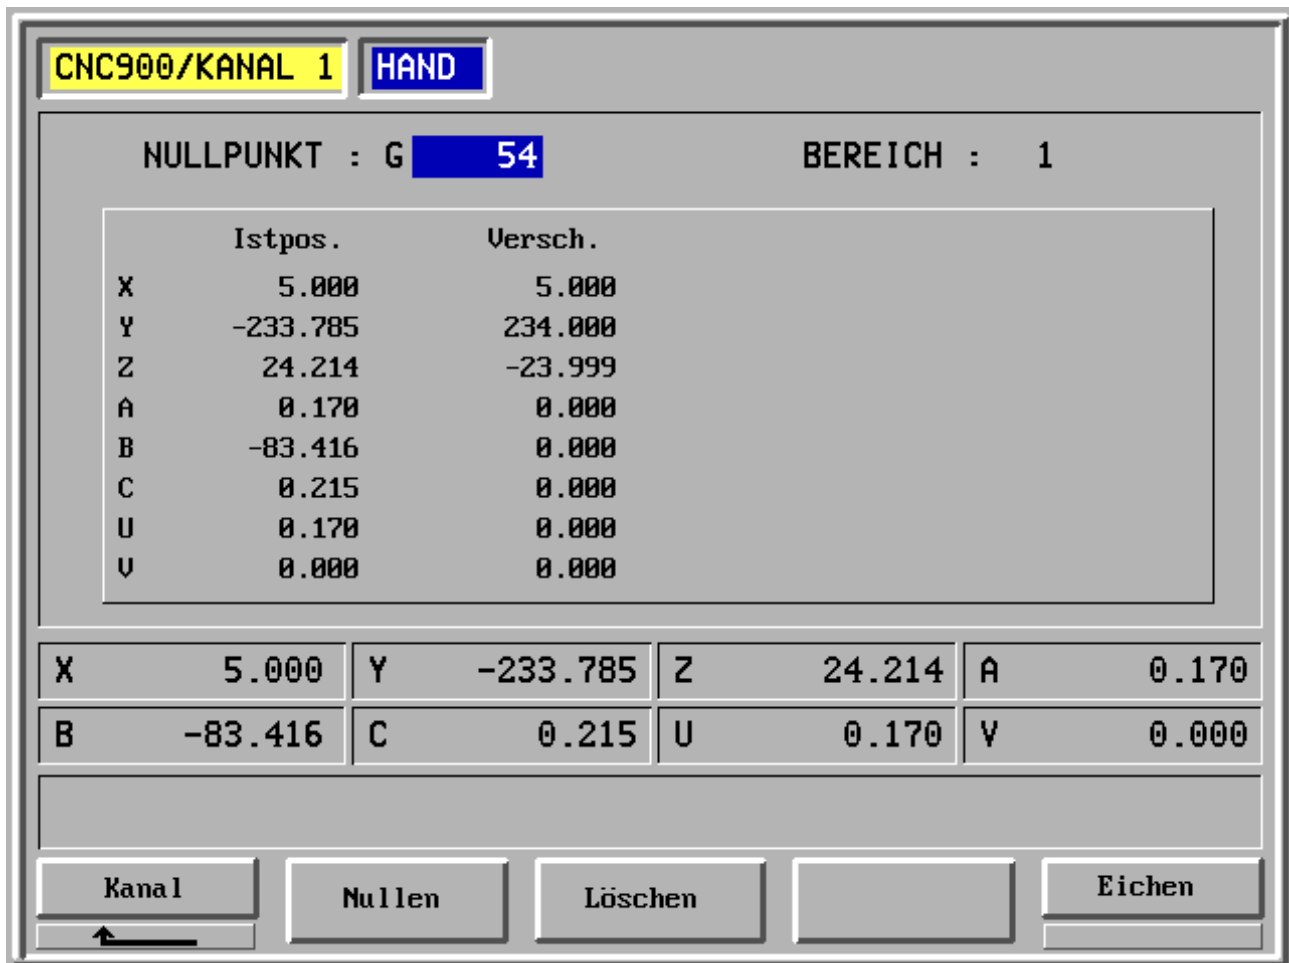 CNC900/KANAL 1 HAND
NULLPUNKT : G 54 BEREICH : 1
Istpos. Versch.
X 5.000 5.000
Y -233.785 234.000
Z 24.214 -23.999
A 0.170 0.000
B -83.416 0.000
C 0.215 0.000
U 0.170 0.000
V 0.000 0.000
X 5.000 Y -233.785 Z 24.214 A 0.170
B -83.416 C 0.215 U 0.170 V 0.000
Kanal Nullen Löschen Eichen